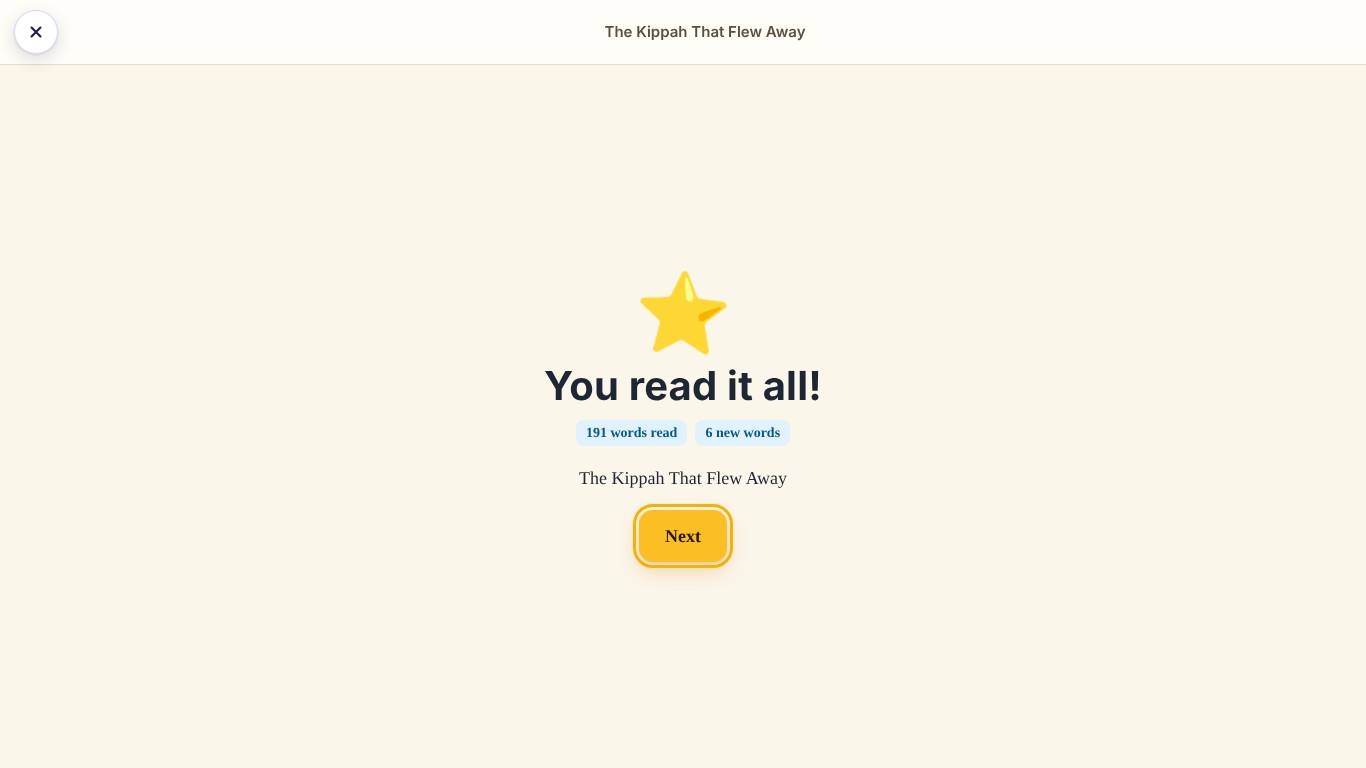 The Kippah That Flew Away
You read it all!
191 words read
6 new words
The Kippah That Flew Away
Next